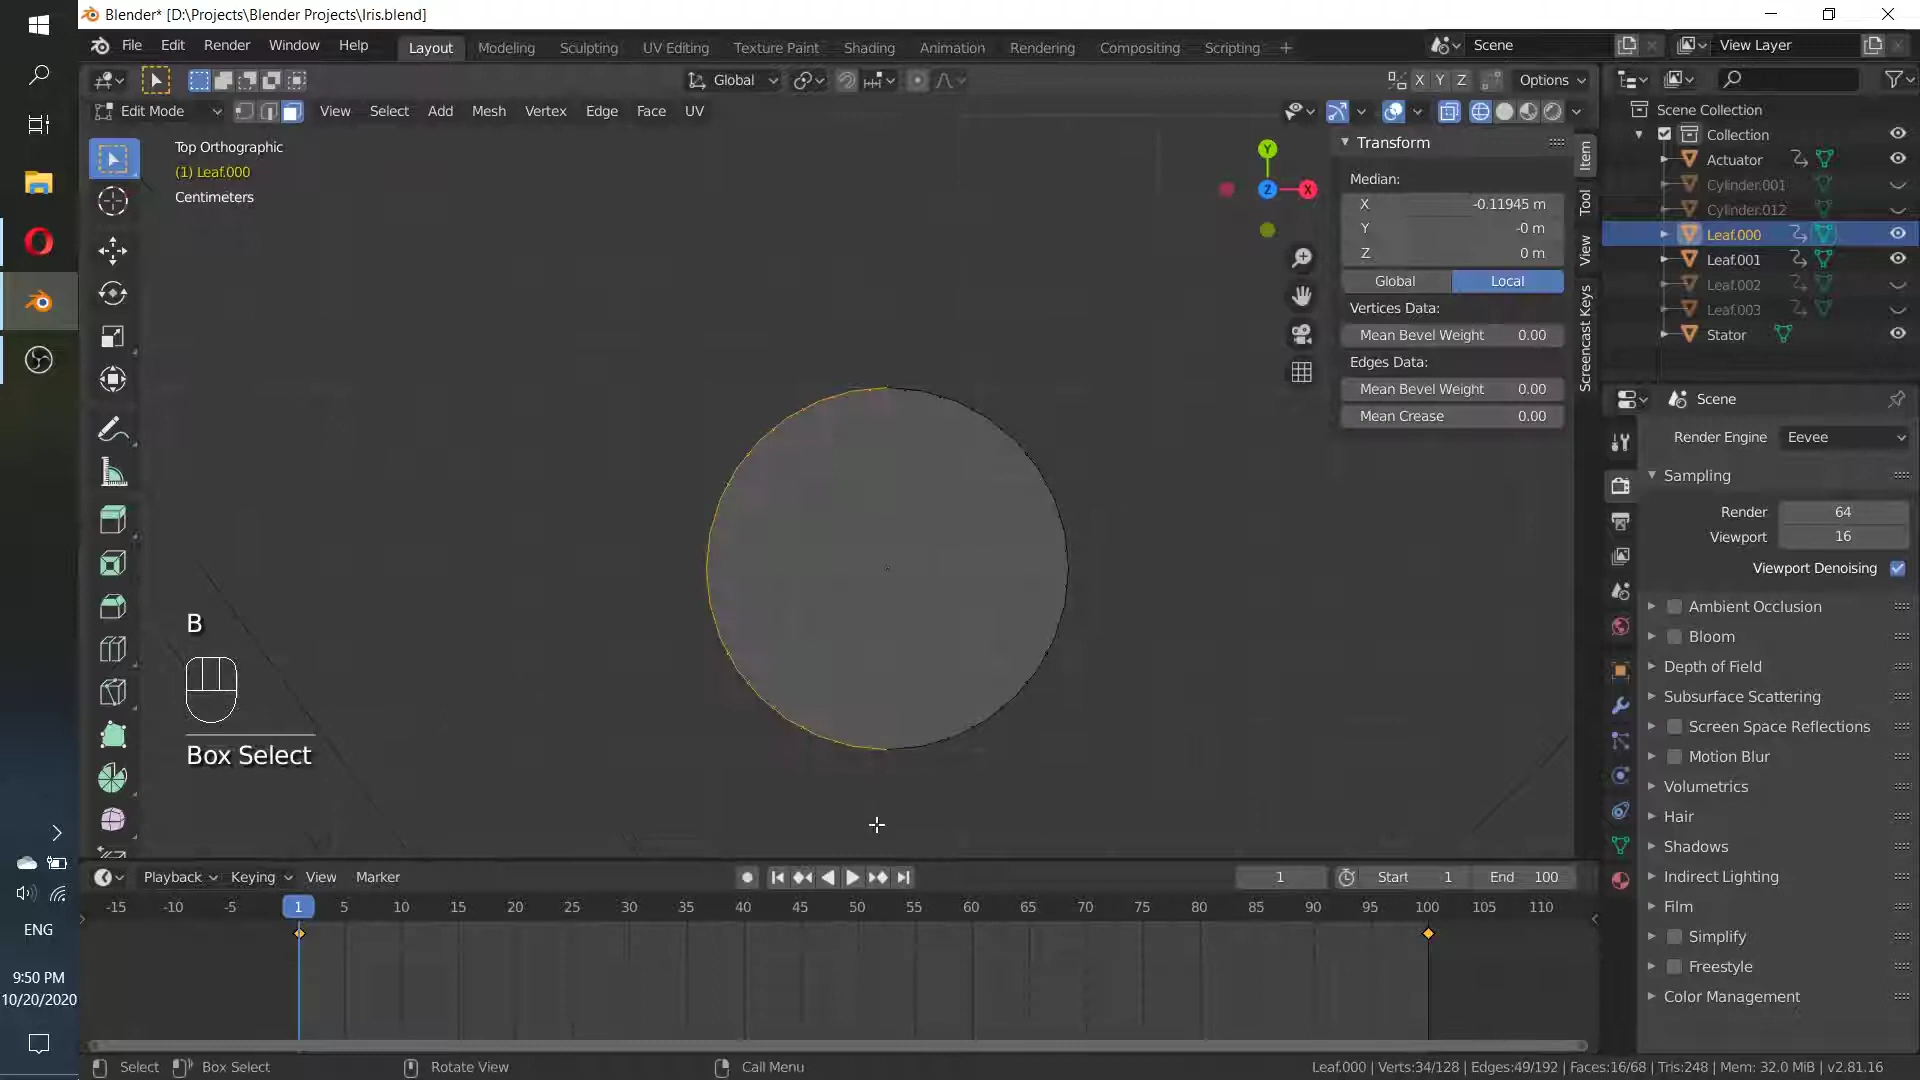 Blender* [D:\Projects\Blender Projects\Iris.blend]
File Edit Render Window Help Layout Modeling Sculpting UV Editing Texture Paint Shading Animation Rendering Compositing Scripting + Scene View Layer
Global X Y Z Options
Edit Mode View Select Add Mesh Vertex Edge Face UV
Top Orthographic
(1) Leaf.000
Centimeters
Y
Z X
Transform
Median:
X -0.11945 m
Y -0 m
Z 0 m
Global Local
Vertices Data:
Mean Bevel Weight 0.00
Edges Data:
Mean Bevel Weight 0.00
Mean Crease 0.00
Item
Tool
View
Screencast Keys
Scene Collection
Collection
Actuator
Cylinder.001
Cylinder.012
Leaf.000
Leaf.001
Leaf.002
Leaf.003
Stator
Scene
Render Engine Eevee
Sampling
Render 64
Viewport 16
Viewport Denoising
Ambient Occlusion
Bloom
Depth of Field
Subsurface Scattering
Screen Space Reflections
Motion Blur
Volumetrics
Hair
Shadows
Indirect Lighting
Film
Simplify
Freestyle
Color Management
B
Box Select
Playback Keying View Marker 1 Start 1 End 100
-15 -10 -5 1 5 10 15 20 25 30 35 40 45 50 55 60 65 70 75 80 85 90 95 100 105 110
Select Box Select Rotate View Call Menu Leaf.000 | Verts:34/128 | Edges:49/192 | Faces:16/68 | Tris:248 | Mem: 32.0 MiB | v2.81.16
ENG
9:50 PM
10/20/2020